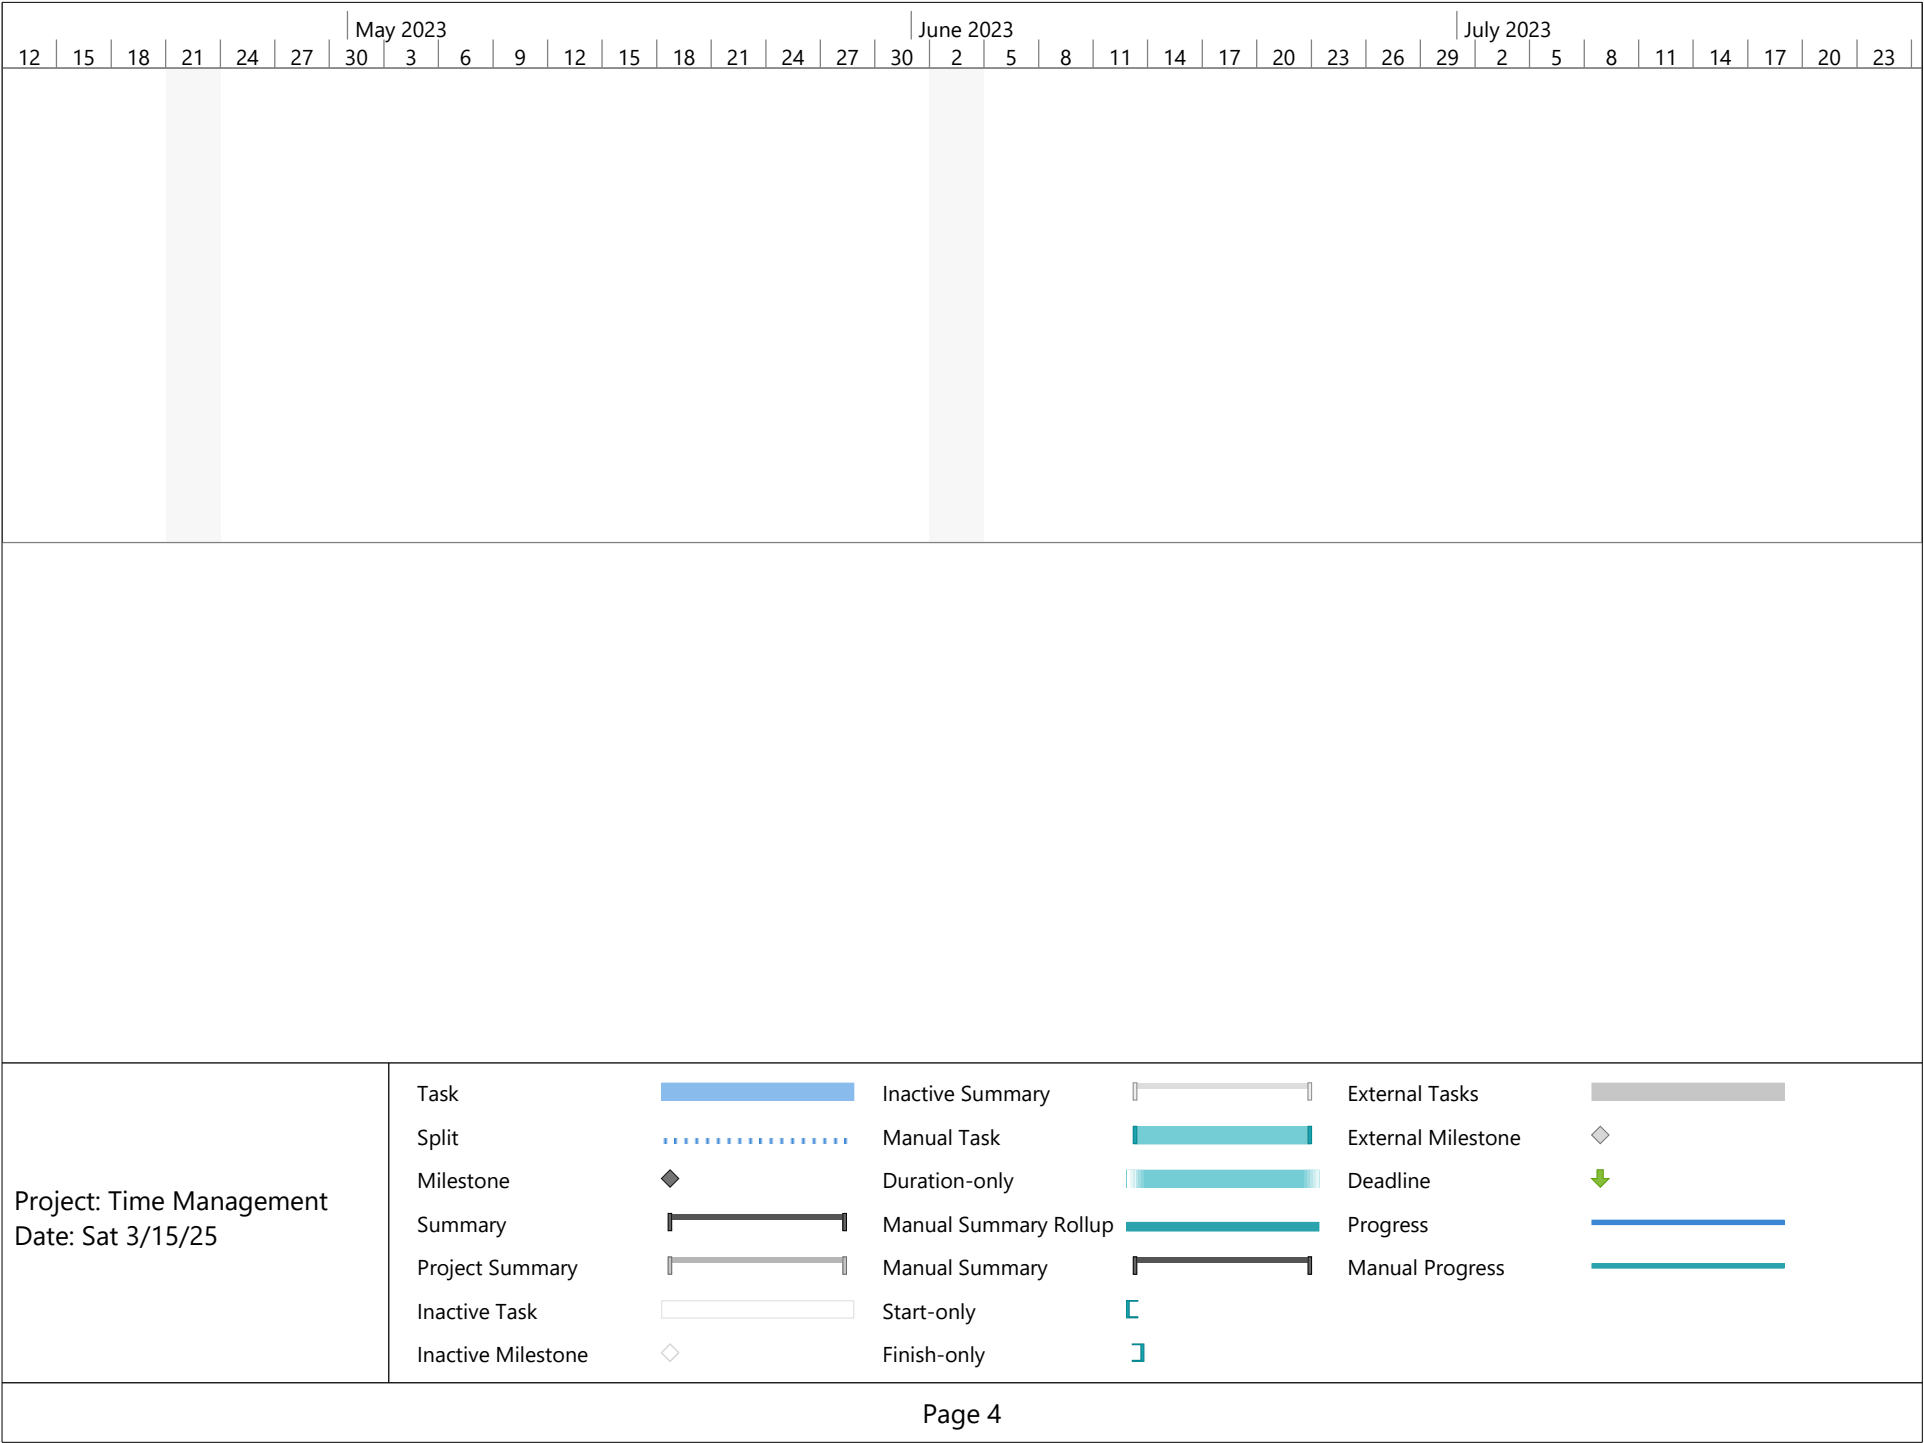 May 2023 June 2023 July 2023
12 15 18 21 24 27 30 3 6 9 12 15 18 21 24 27 30 2 5 8 11 14 17 20 23 26 29 2 5 8 11 14 17 20 23
Project: Time Management
Date: Sat 3/15/25
Task
Split
Milestone
Summary
Project Summary
Inactive Task
Inactive Milestone
Inactive Summary
Manual Task
Duration-only
Manual Summary Rollup
Manual Summary
Start-only
Finish-only
External Tasks
External Milestone
Deadline
Progress
Manual Progress
Page 4